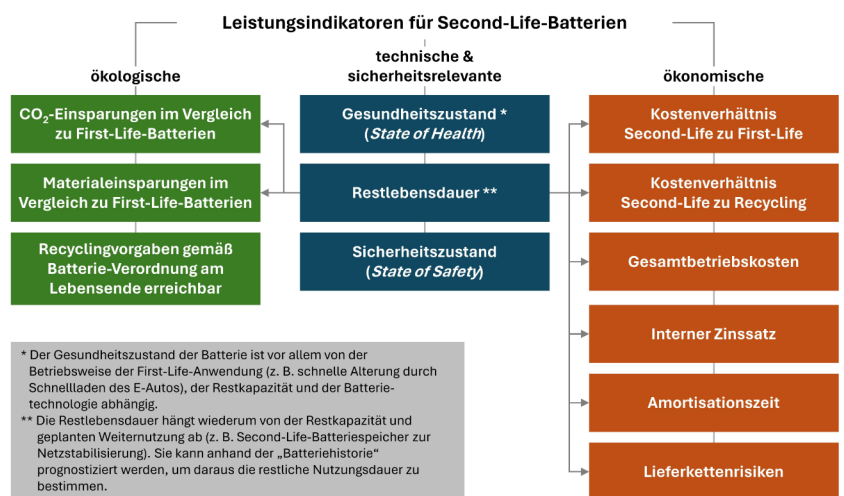 Leistungsindikatoren für Second-Life-Batterien
ökologische
technische &
sicherheitsrelevante
ökonomische
CO₂-Einsparungen im Vergleich
zu First-Life-Batterien
Materialeinsparungen im
Vergleich zu First-Life-Batterien
Recyclingvorgaben gemäß
Batterie-Verordnung am
Lebensende erreichbar
Gesundheitszustand *
(State of Health)
Restlebensdauer **
Sicherheitszustand
(State of Safety)
Kostenverhältnis
Second-Life zu First-Life
Kostenverhältnis
Second-Life zu Recycling
Gesamtbetriebskosten
Interner Zinssatz
Amortisationszeit
Lieferkettenrisiken
* Der Gesundheitszustand der Batterie ist vor allem von der
Betriebsweise der First-Life-Anwendung (z. B. schnelle Alterung durch
Schnellladen des E-Autos), der Restkapazität und der Batterie-
technologie abhängig.
** Die Restlebensdauer hängt wiederum von der Restkapazität und
geplanten Weiternutzung ab (z. B. Second-Life-Batteriespeicher zur
Netzstabilisierung). Sie kann anhand der „Batteriehistorie“
prognostiziert werden, um daraus die restliche Nutzungsdauer zu
bestimmen.